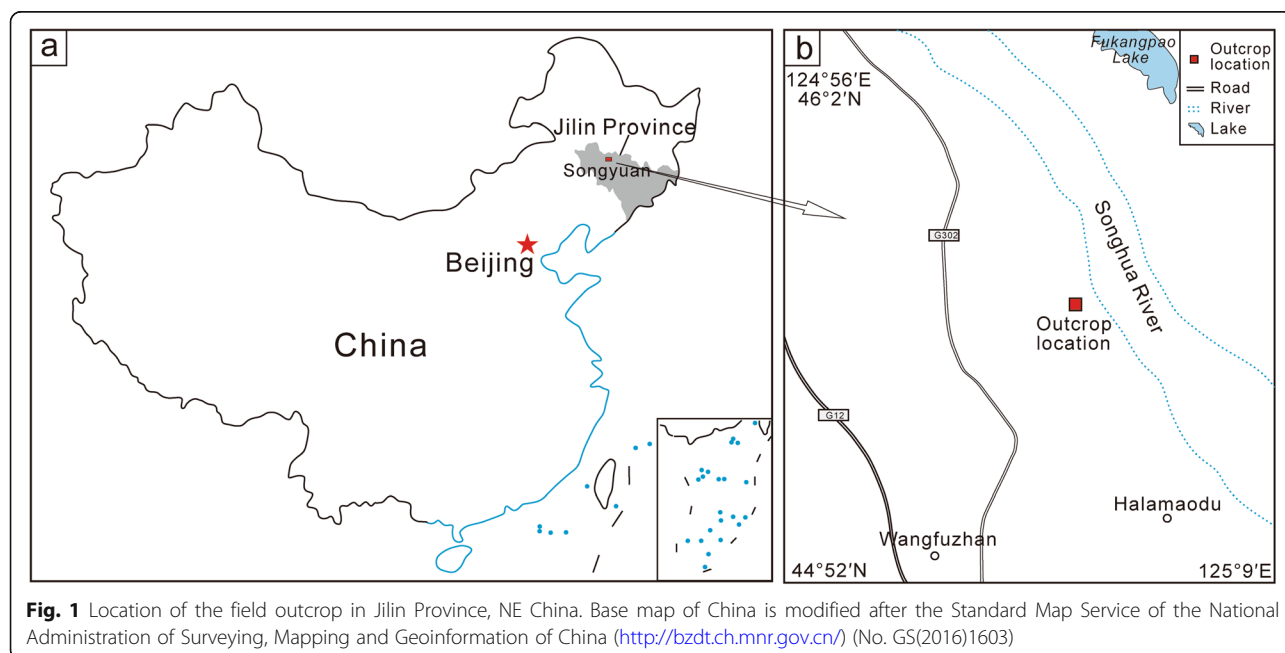 a
Jilin Province
Songyuan
Beijing
China
b
124°56′E
46°2′N
Fukangpao
Lake
Outcrop
location
Road
River
Lake
G302
Songhua River
Outcrop
location
G12
Halamaodu
Wangfuzhan
44°52′N
125°9′E
Fig. 1 Location of the field outcrop in Jilin Province, NE China. Base map of China is modified after the Standard Map Service of the National
Administration of Surveying, Mapping and Geoinformation of China (http://bzdt.ch.mnr.gov.cn/) (No. GS(2016)1603)